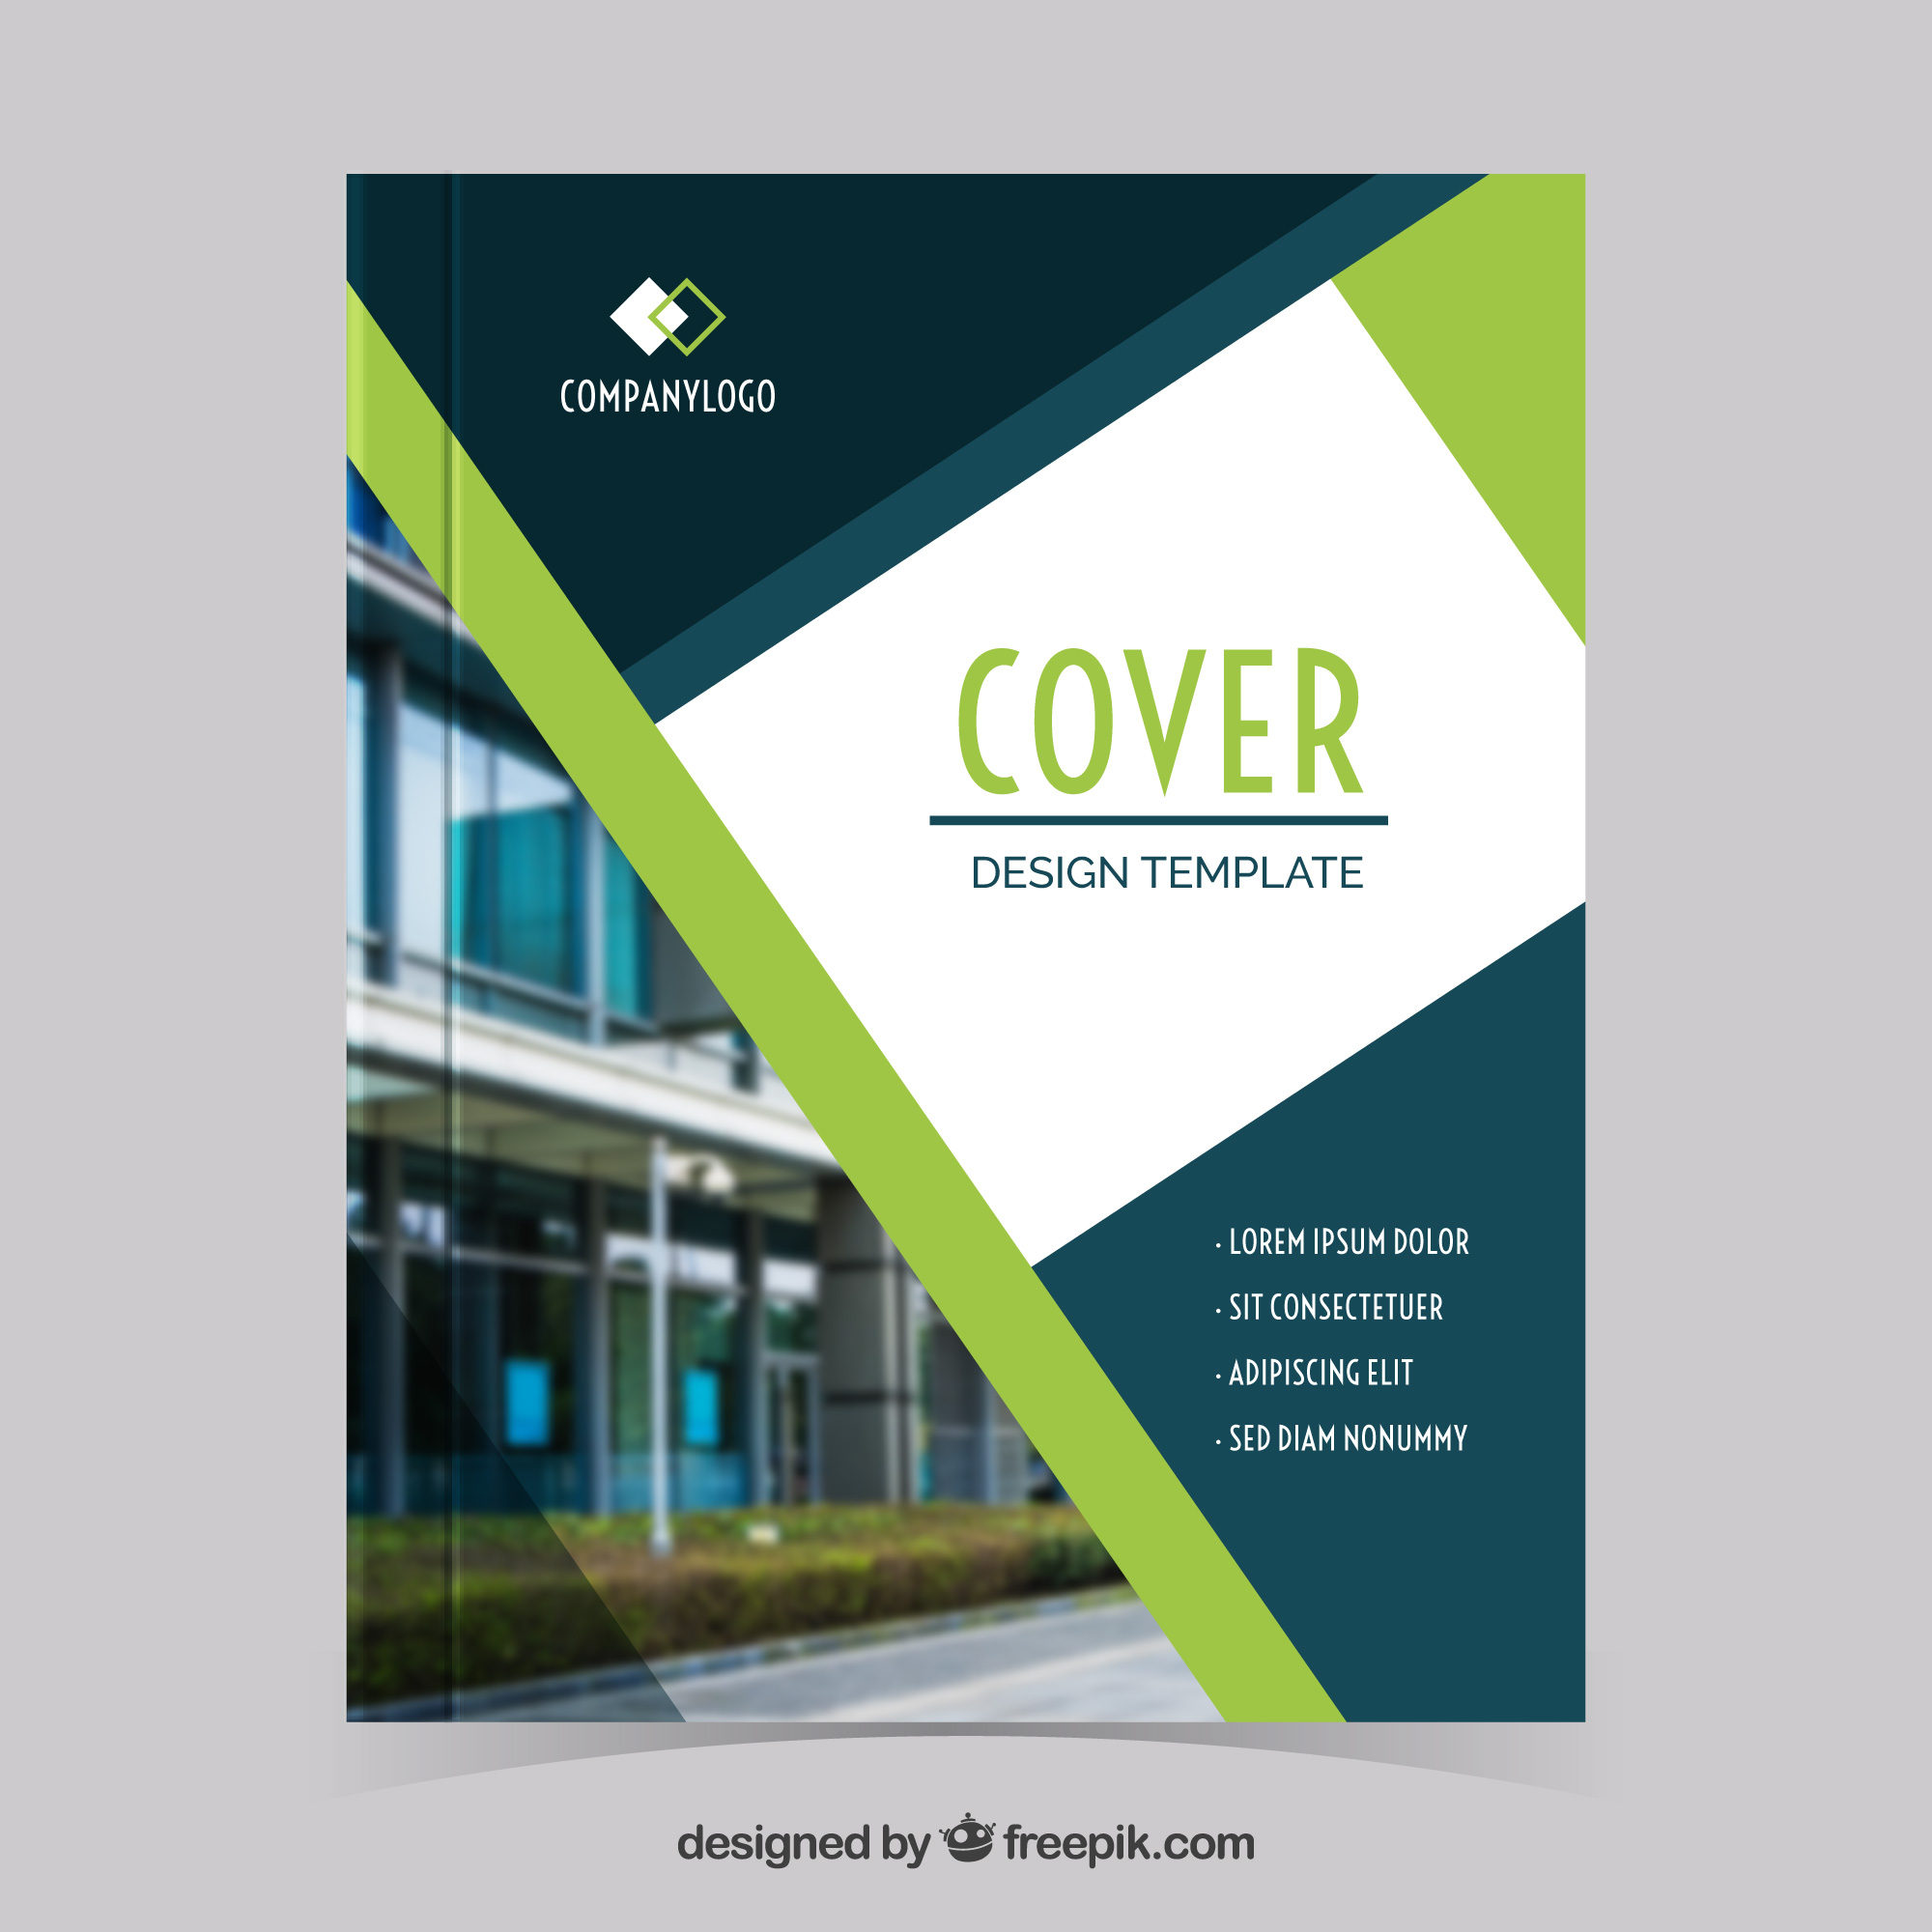 COMPANYLOGO
COVER
DESIGN TEMPLATE
· LOREM IPSUM DOLOR
· SIT CONSECTETUER
· ADIPISCING ELIT
· SED DIAM NONUMMY
designed by freepik.com